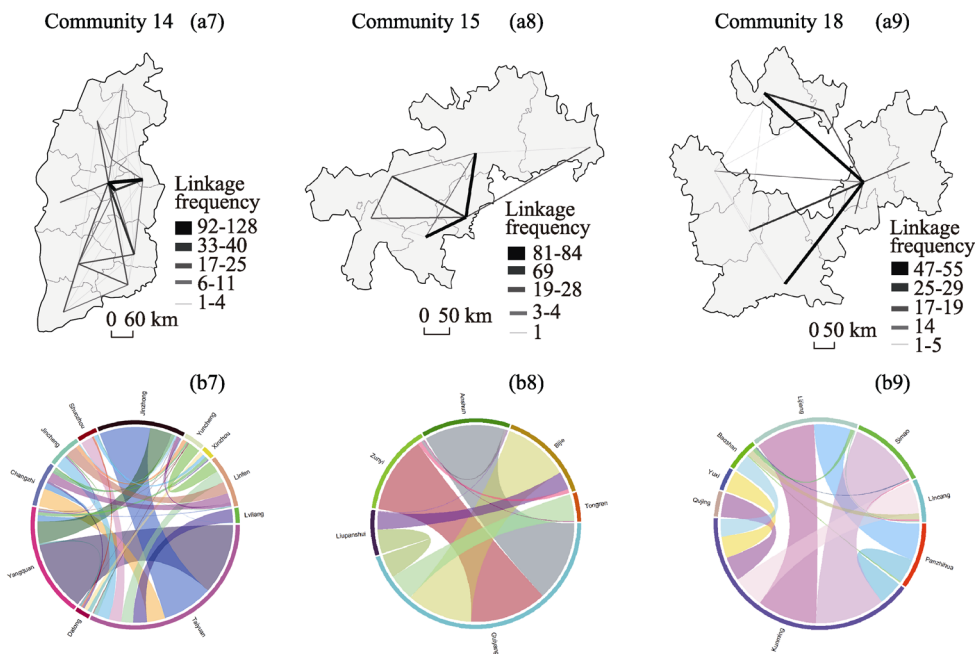 Community 14 (a7)
Community 15 (a8)
Community 18 (a9)
Linkage
frequency
92-128
33-40
17-25
6-11
1-4
0 60 km
Linkage
frequency
81-84
69
19-28
3-4
1
0 50 km
Linkage
frequency
47-55
25-29
17-19
14
1-5
0 50 km
(b7)
Jinzhong
Yuncheng
Xinzhou
Linfen
Lvliang
Taiyuan
Datong
Yangquan
Changzhi
Jincheng
Shuozhou
(b8)
Anshun
Bijie
Tongren
Guiyang
Liupanshui
Zunyi
(b9)
Lijiang
Simao
Lincang
Panzhihua
Kunming
Qujing
Yuxi
Baoshan